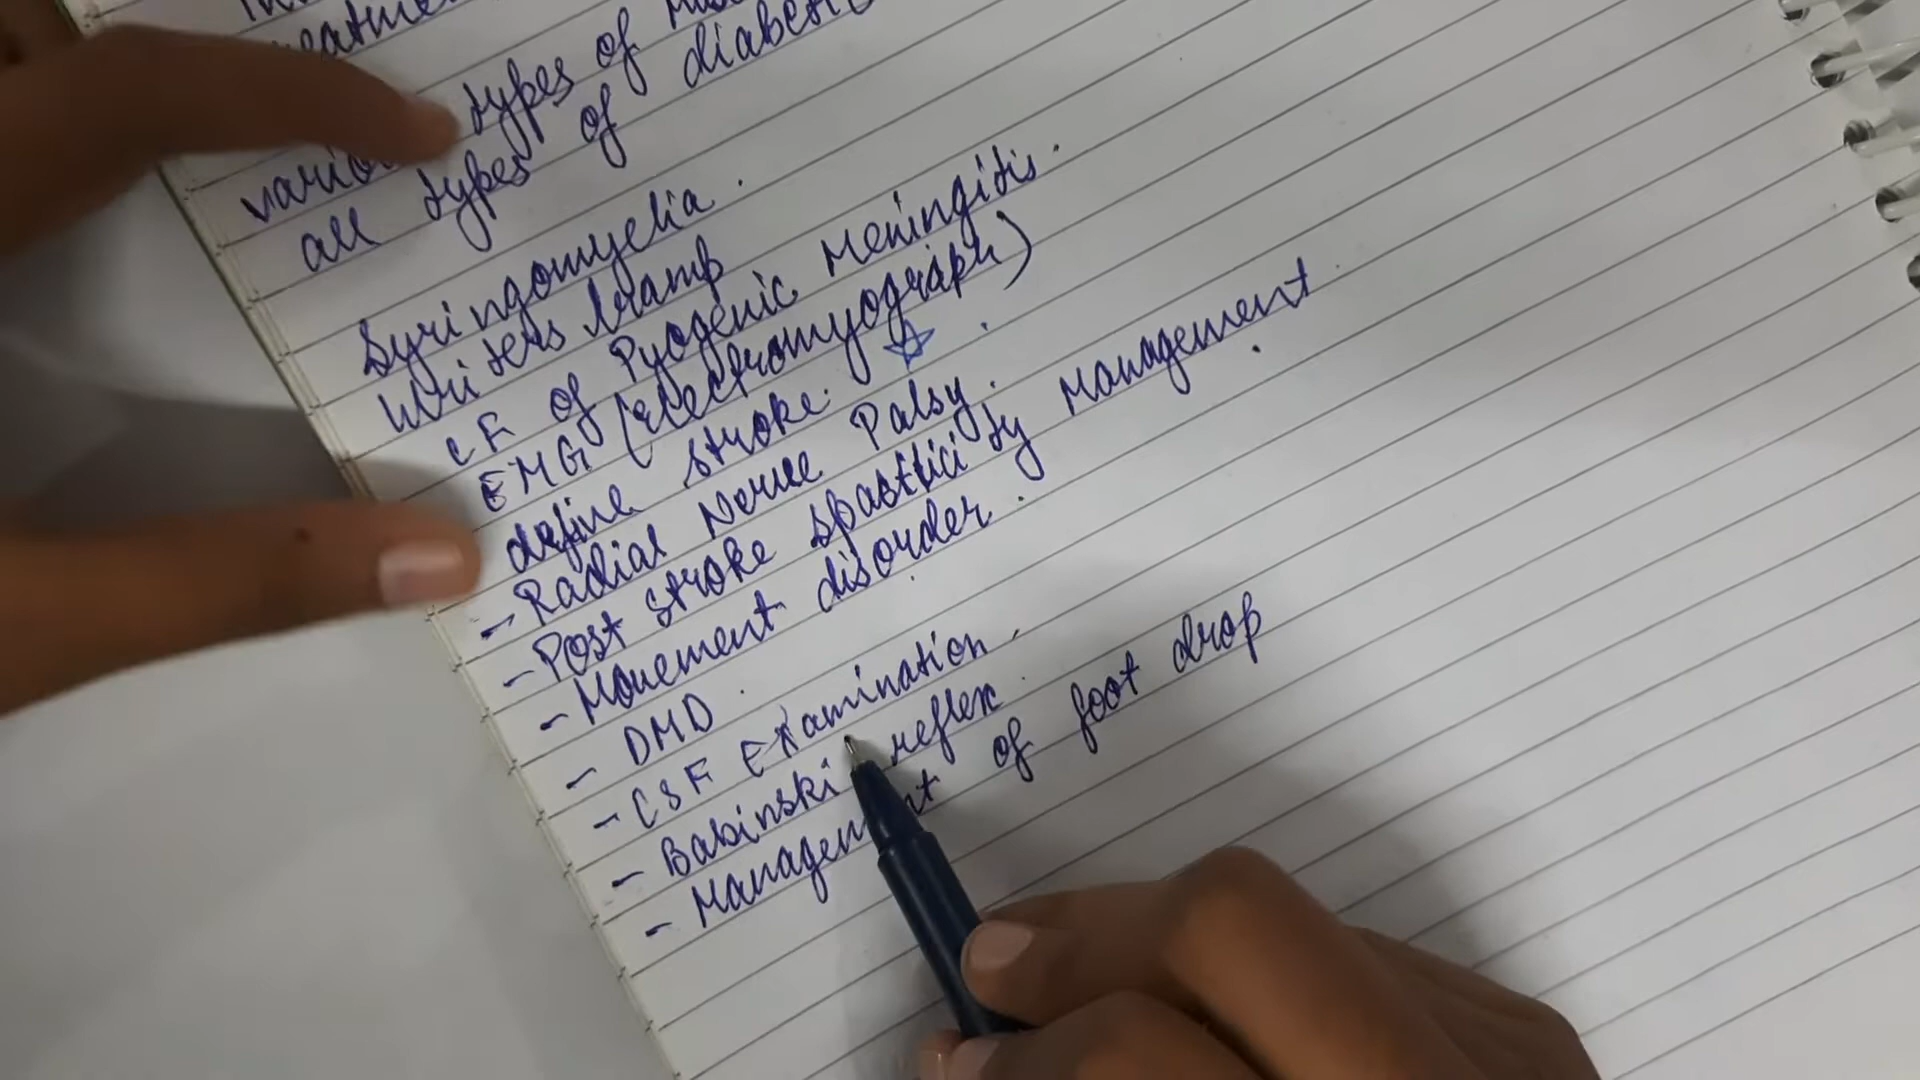 types of
all types of
Syringomyelia.
Writers Cramp
CF of Pyogenic Meningitis.
EMG (electromyograph)
define stroke.
- Radial Nerve Palsy.
- Post stroke spasticity Management.
- Movement disorder.
- DMD.
- CSF Examination.
- Babinski reflex.
- Management of foot drop